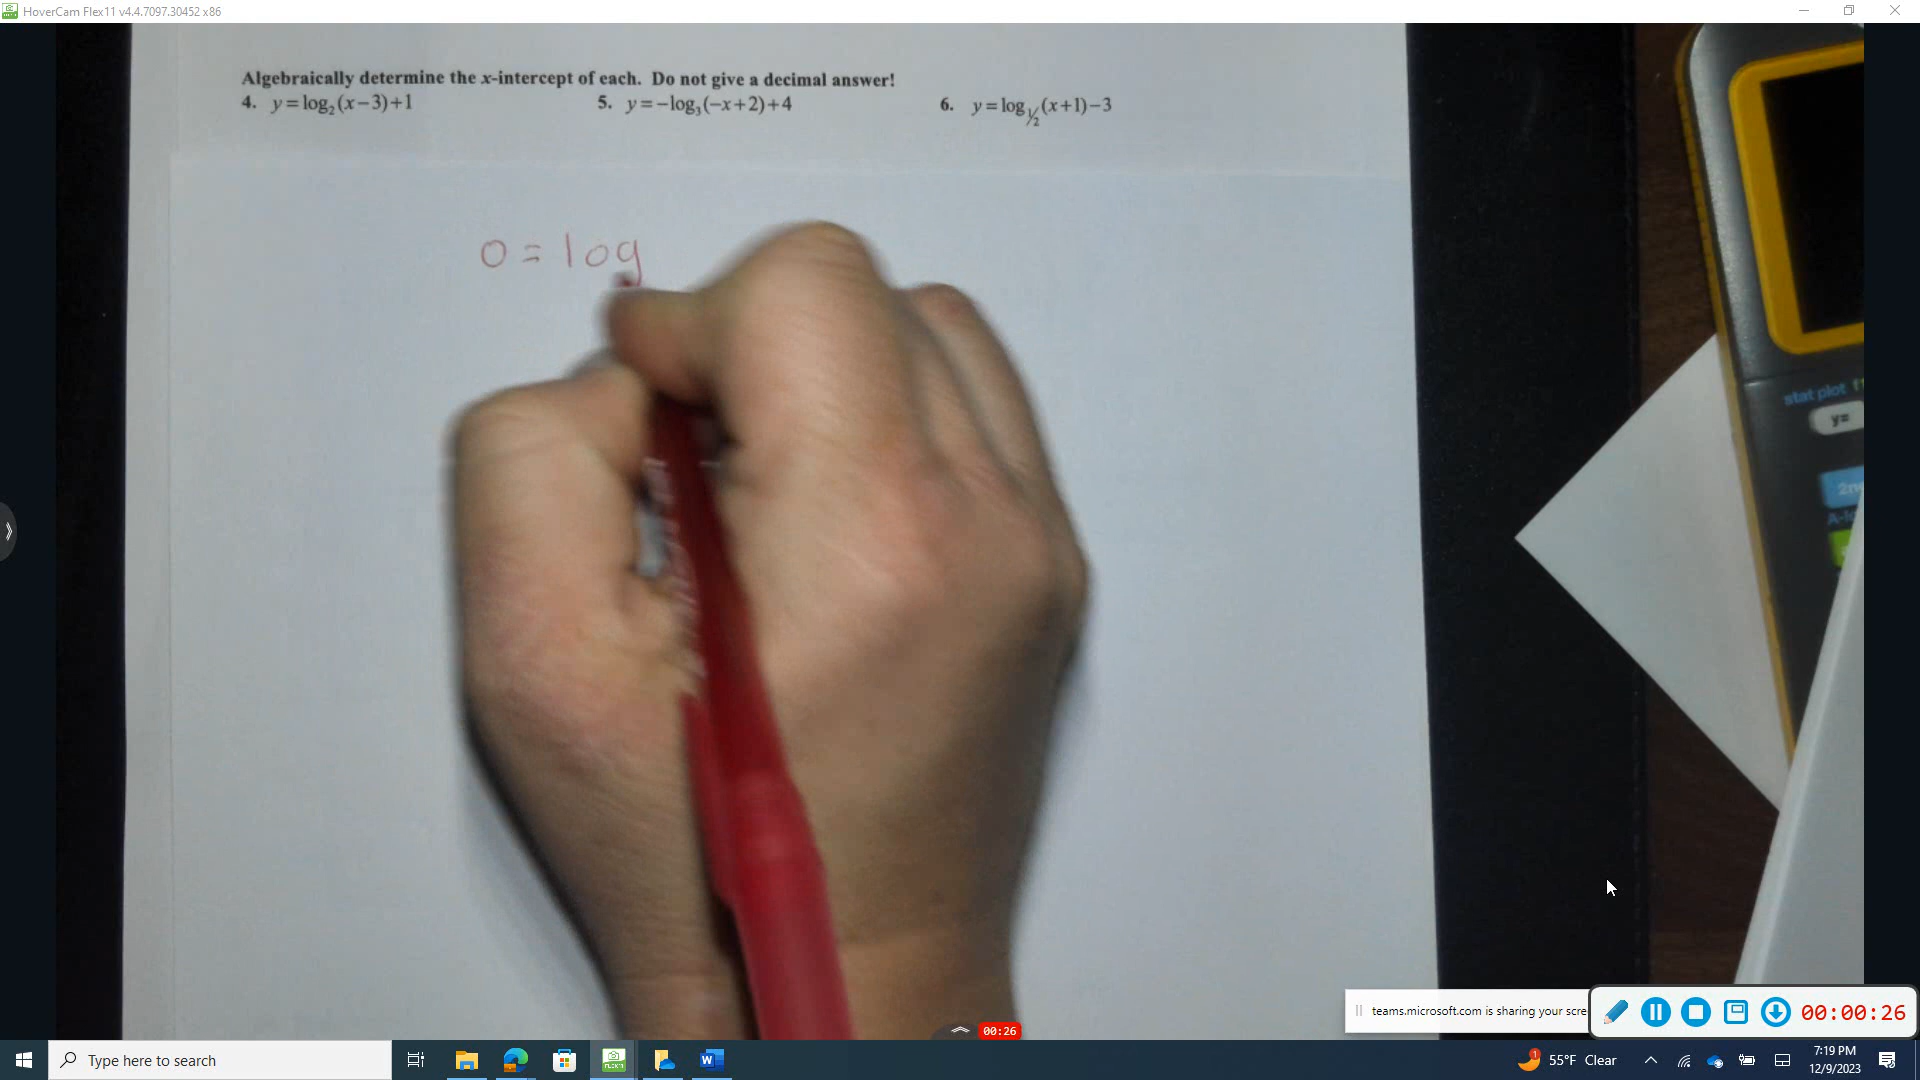 HoverCam Flex11 v4.4.7097.30452 x86
Algebraically determine the x-intercept of each. Do not give a decimal answer!
4. y=log₂(x−3)+1 5. y=−log₃(−x+2)+4 6. y=log½(x+1)−3
0 = log
stat plot
y=
teams.microsoft.com is sharing your scre
00:00:26
00:26
Type here to search
55°F Clear
7:19 PM
12/9/2023